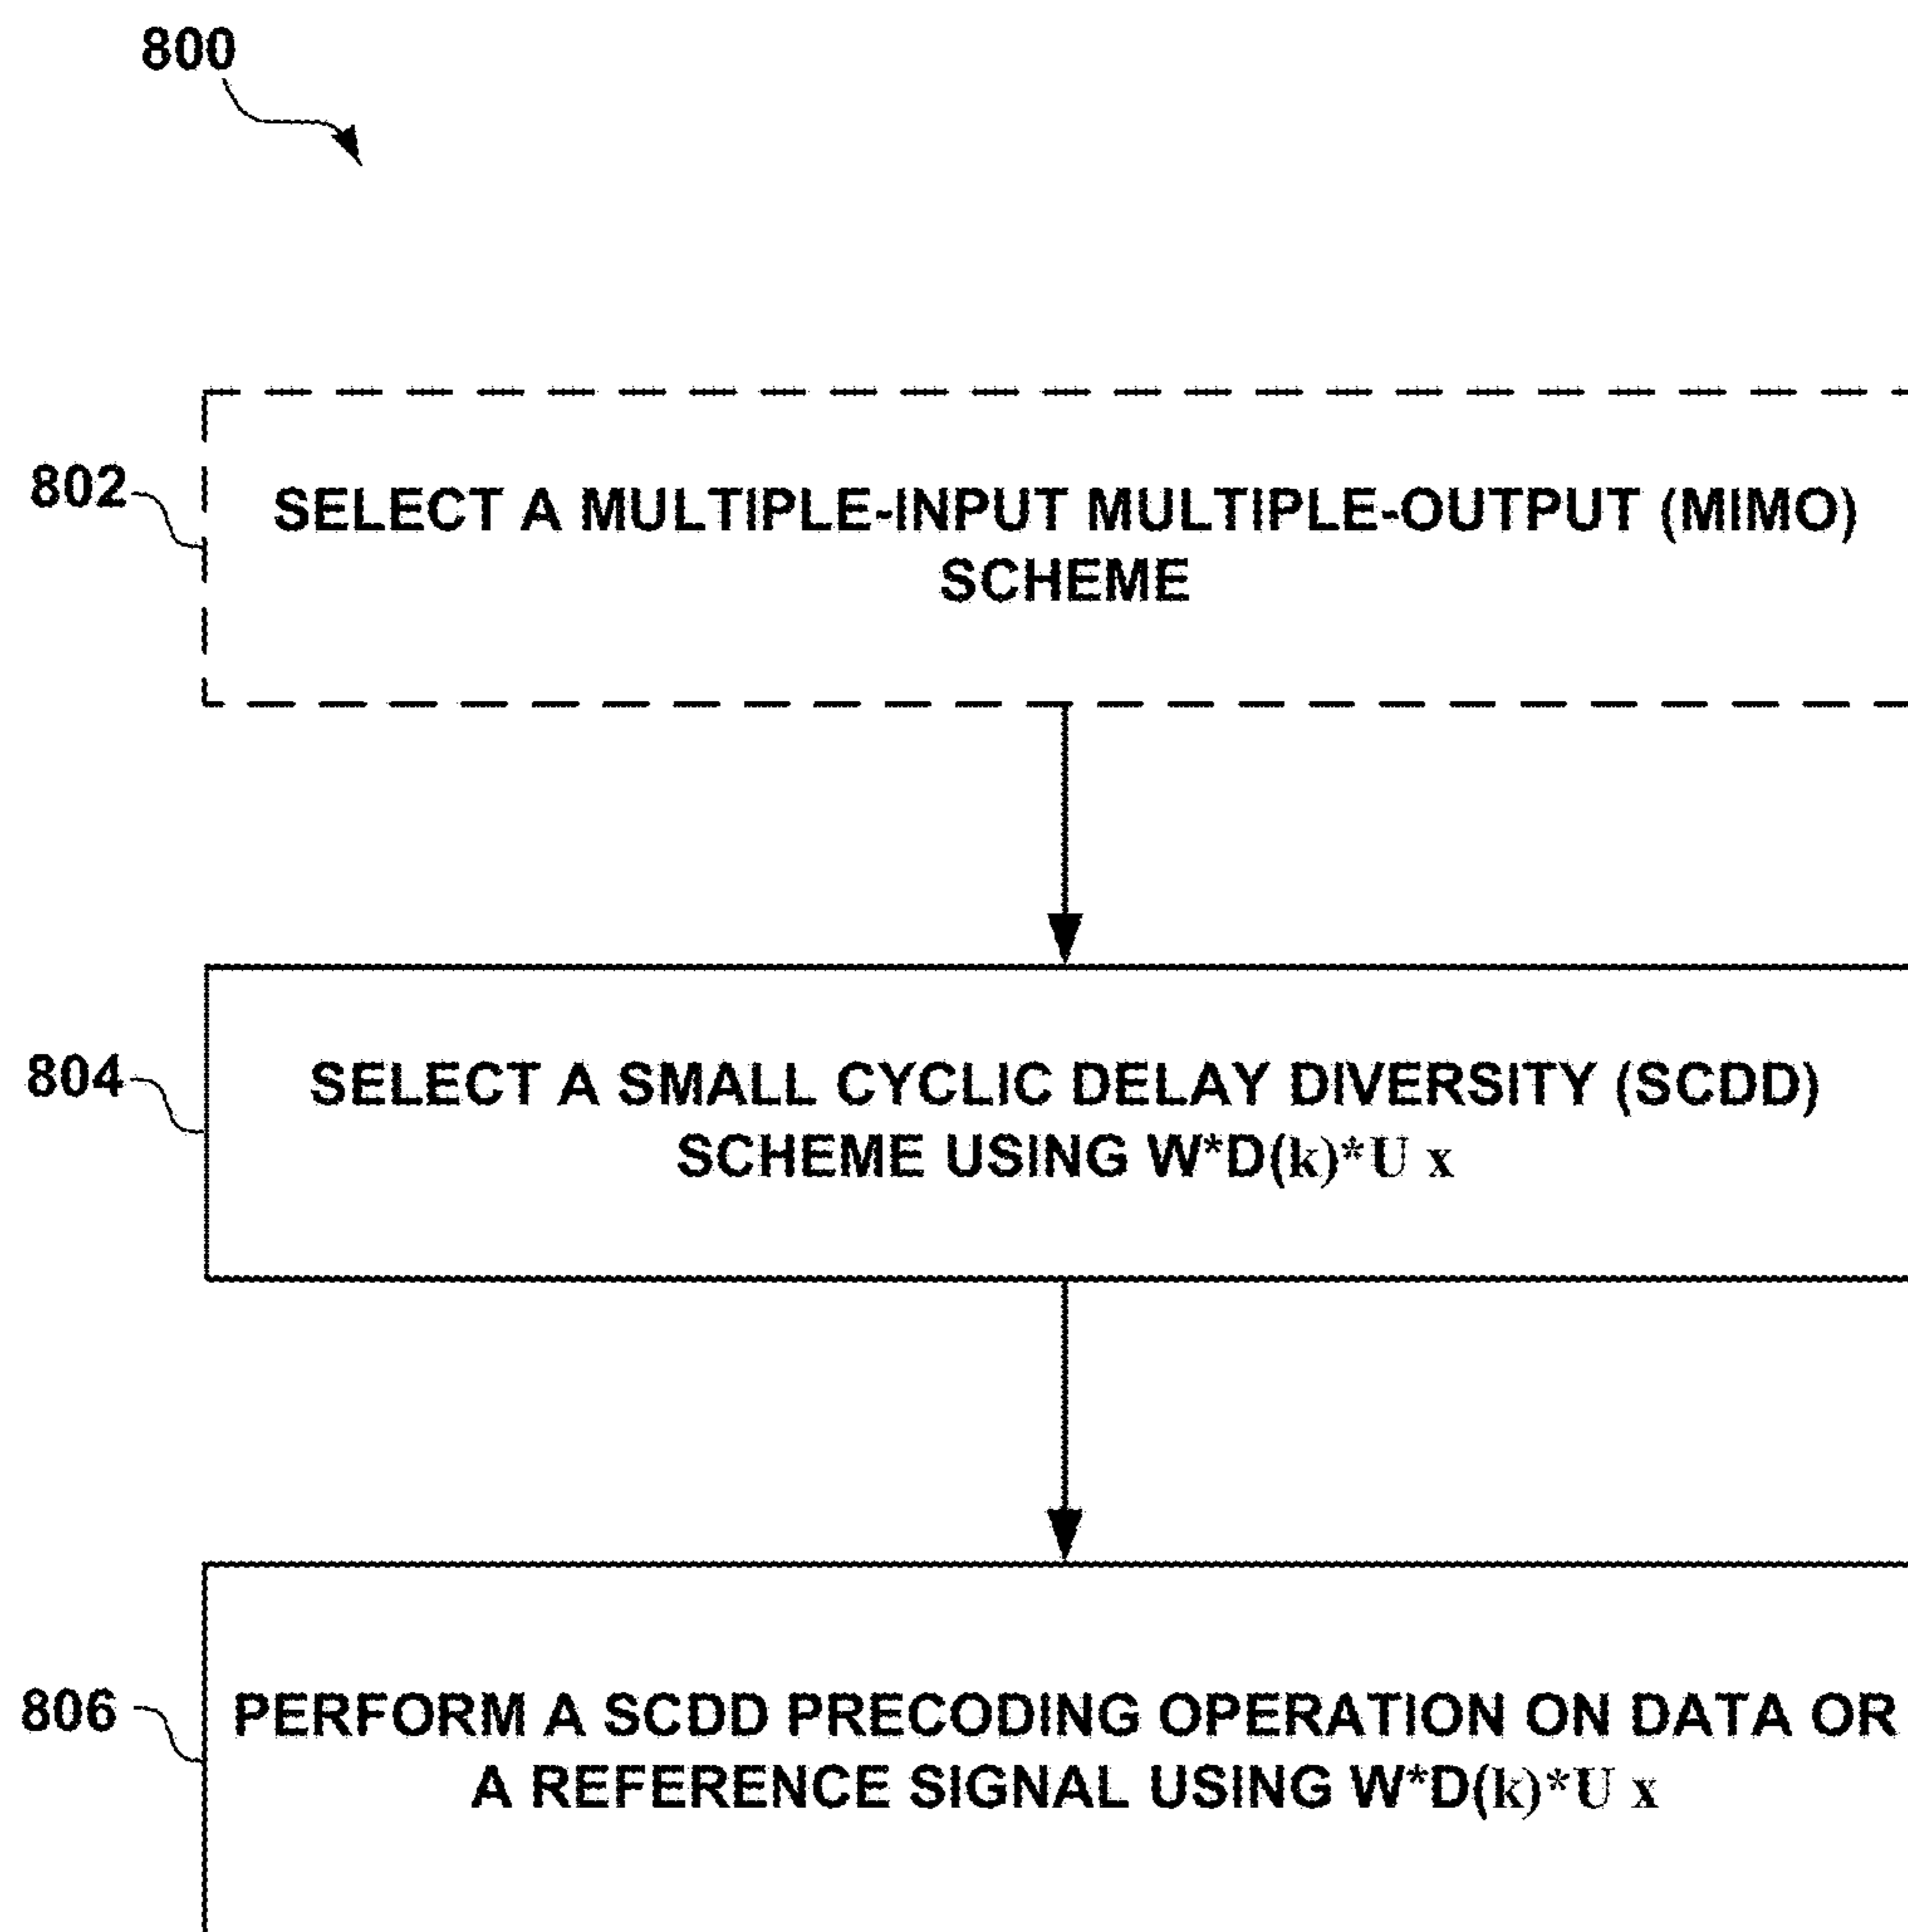 800
802
SELECT A MULTIPLE-INPUT MULTIPLE-OUTPUT (MIMO)
SCHEME
804
SELECT A SMALL CYCLIC DELAY DIVERSITY (SCDD)
SCHEME USING W*D(k)*U x
806
PERFORM A SCDD PRECODING OPERATION ON DATA OR
A REFERENCE SIGNAL USING W*D(k)*U x